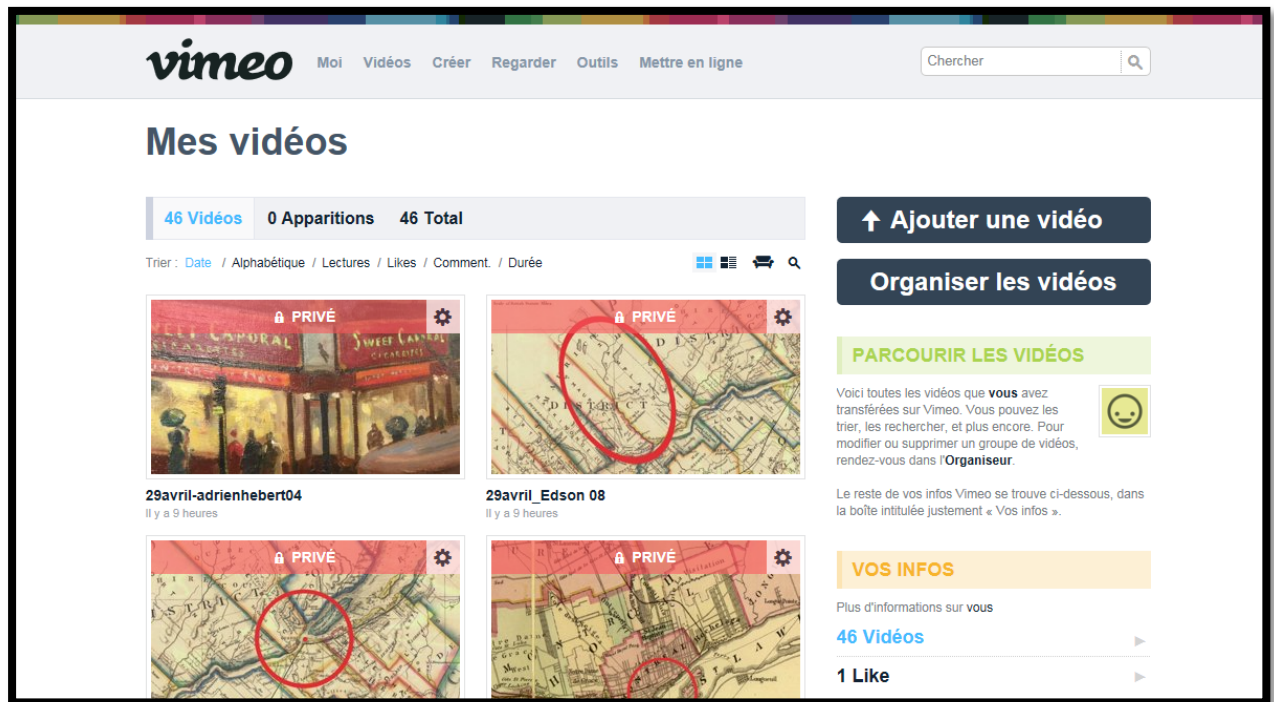 vimeo Moi Vidéos Créer Regarder Outils Mettre en ligne Chercher
Mes vidéos
46 Vidéos 0 Apparitions 46 Total
Trier : Date / Alphabétique / Lectures / Likes / Comment. / Durée
PRIVÉ
SWEET CAPORAL
CIGARETTES
29avril-adrienhebert04
Il y a 9 heures
PRIVÉ
DISTRICT
29avril_Edson 08
Il y a 9 heures
PRIVÉ
PRIVÉ
Ajouter une vidéo
Organiser les vidéos
PARCOURIR LES VIDÉOS
Voici toutes les vidéos que vous avez
transférées sur Vimeo. Vous pouvez les
trier, les rechercher, et plus encore. Pour
modifier ou supprimer un groupe de vidéos,
rendez-vous dans l'Organiseur.
Le reste de vos infos Vimeo se trouve ci-dessous, dans
la boîte intitulée justement « Vos infos ».
VOS INFOS
Plus d'informations sur vous
46 Vidéos
1 Like